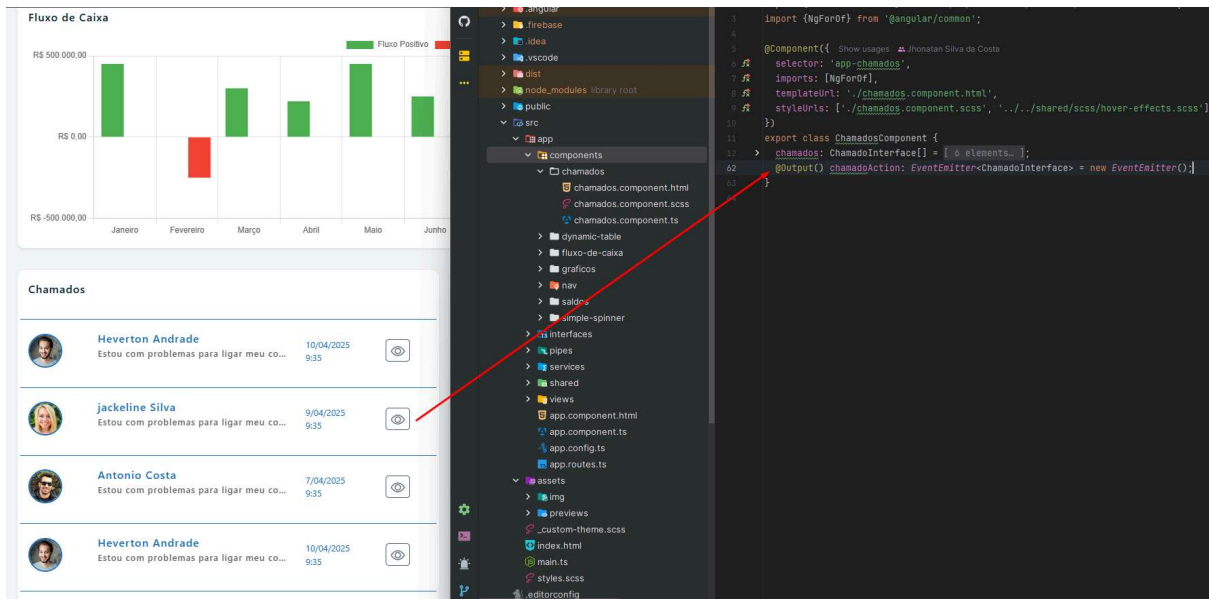 Fluxo de Caixa
Fluxo Positivo
R$ 500.000,00
R$ 0,00
R$ -500.000,00
Janeiro Fevereiro Março Abril Maio Junho
Chamados
Heverton Andrade
Estou com problemas para ligar meu co...
10/04/2025
9:35
jackeline Silva
Estou com problemas para ligar meu co...
9/04/2025
9:35
Antonio Costa
Estou com problemas para ligar meu co...
7/04/2025
9:35
Heverton Andrade
Estou com problemas para ligar meu co...
10/04/2025
9:35
.angular
.firebase
.idea
.vscode
dist
node_modules library root
public
src
app
components
chamados
chamados.component.html
chamados.component.scss
chamados.component.ts
dynamic-table
fluxo-de-caixa
graficos
nav
saldos
simple-spinner
interfaces
pipes
services
shared
views
app.component.html
app.component.ts
app.config.ts
app.routes.ts
assets
img
previews
_custom-theme.scss
index.html
main.ts
styles.scss
.editorconfig
3 import {NgForOf} from '@angular/common';
4
5 @Component({ Show usages Jhonatan Silva da Costa
6 selector: 'app-chamados',
7 imports: [NgForOf],
8 templateUrl: './chamados.component.html',
9 styleUrls: ['./chamados.component.scss', '../../shared/scss/hover-effects.scss']
10 })
11 export class ChamadosComponent {
12 chamados: ChamadoInterface[] = [ 6 elements… ];
62 @Output() chamadoAction: EventEmitter<ChamadoInterface> = new EventEmitter();
63 }
64